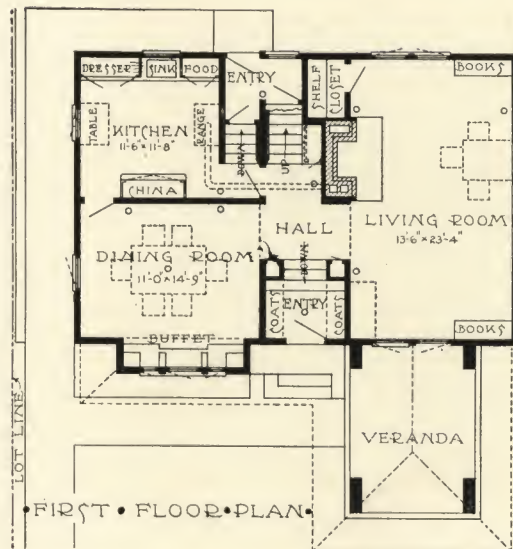 DRESSER
SINK
FOOD
ENTRY
SHELF
CLOSET
BOOKS
TABLE
KITCHEN
11'-6" × 11'-8"
RANGE
DOWN
UP
CHINA
HALL
LIVING ROOM
13'-6" × 23'-4"
DINING ROOM
11'-0" × 14'-9"
DOWN
COATS
ENTRY
COATS
BOOKS
BUFFET
VERANDA
LOT LINE
•FIRST • FLOOR • PLAN•